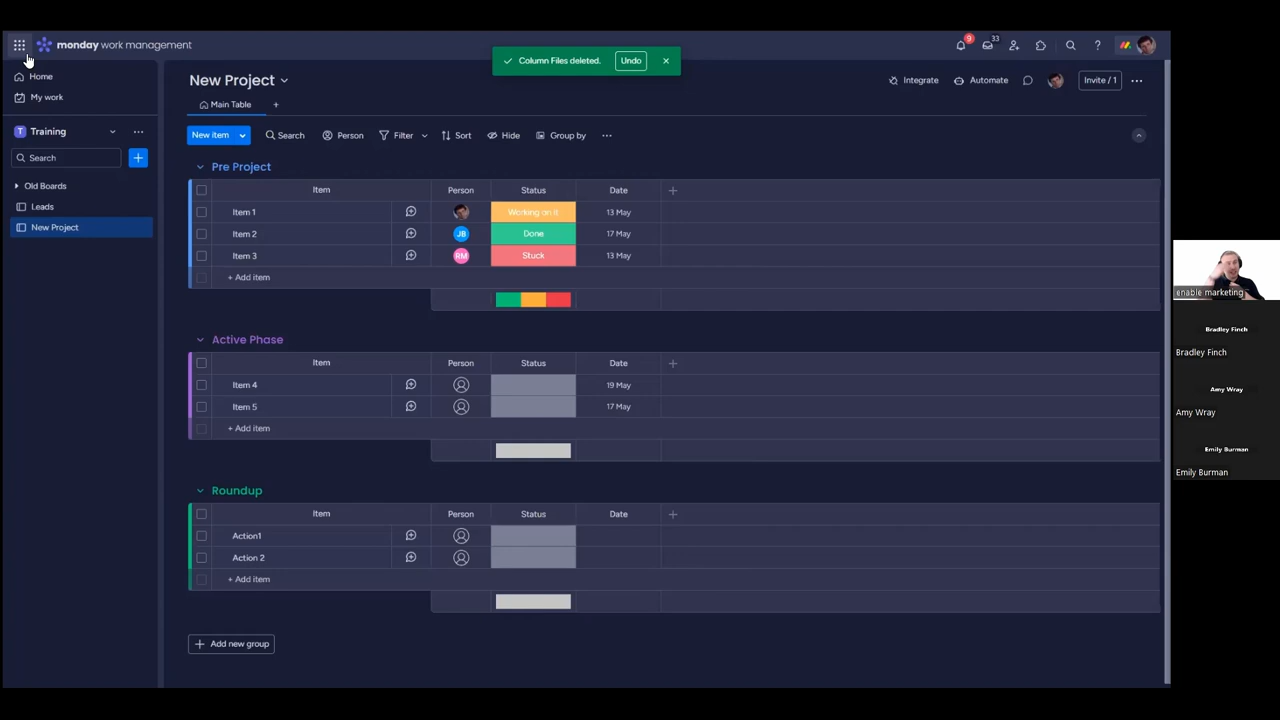 monday work management
Column Files deleted. Undo
9
33
Home
My work
T Training
Search
Old Boards
Leads
New Project
New Project
Integrate
Automate
Invite / 1
Main Table
New item
Search
Person
Filter
Sort
Hide
Group by
Pre Project
Item Person Status Date
Item 1 Working on it 13 May
Item 2 JB Done 17 May
Item 3 RM Stuck 13 May
+ Add item
Active Phase
Item Person Status Date
Item 4 19 May
Item 5 17 May
+ Add item
Roundup
Item Person Status Date
Action1
Action 2
+ Add item
Add new group
enable marketing
Bradley Finch
Bradley Finch
Amy Wray
Amy Wray
Emily Burman
Emily Burman